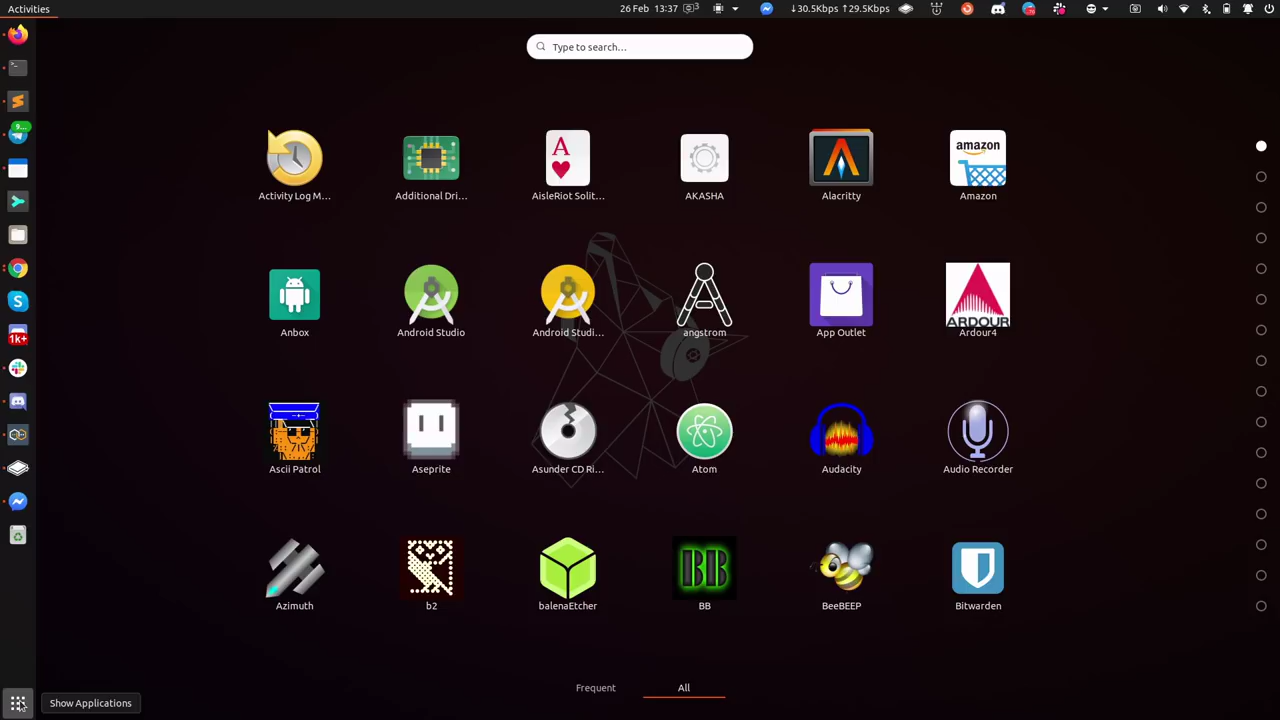 Activities
26 Feb 13:37
↓30.5Kbps ↑29.5Kbps
Type to search…
Activity Log M…
Additional Dri…
AisleRiot Solit…
AKASHA
Alacritty
amazon
Amazon
Anbox
Android Studio
Android Studi…
angstrom
App Outlet
ARDOUR
Ardour4
Ascii Patrol
Aseprite
Asunder CD Ri…
Atom
Audacity
Audio Recorder
Azimuth
b2
balenaEtcher
BB
BB
BeeBEEP
Bitwarden
9…
1k+
Frequent
All
Show Applications